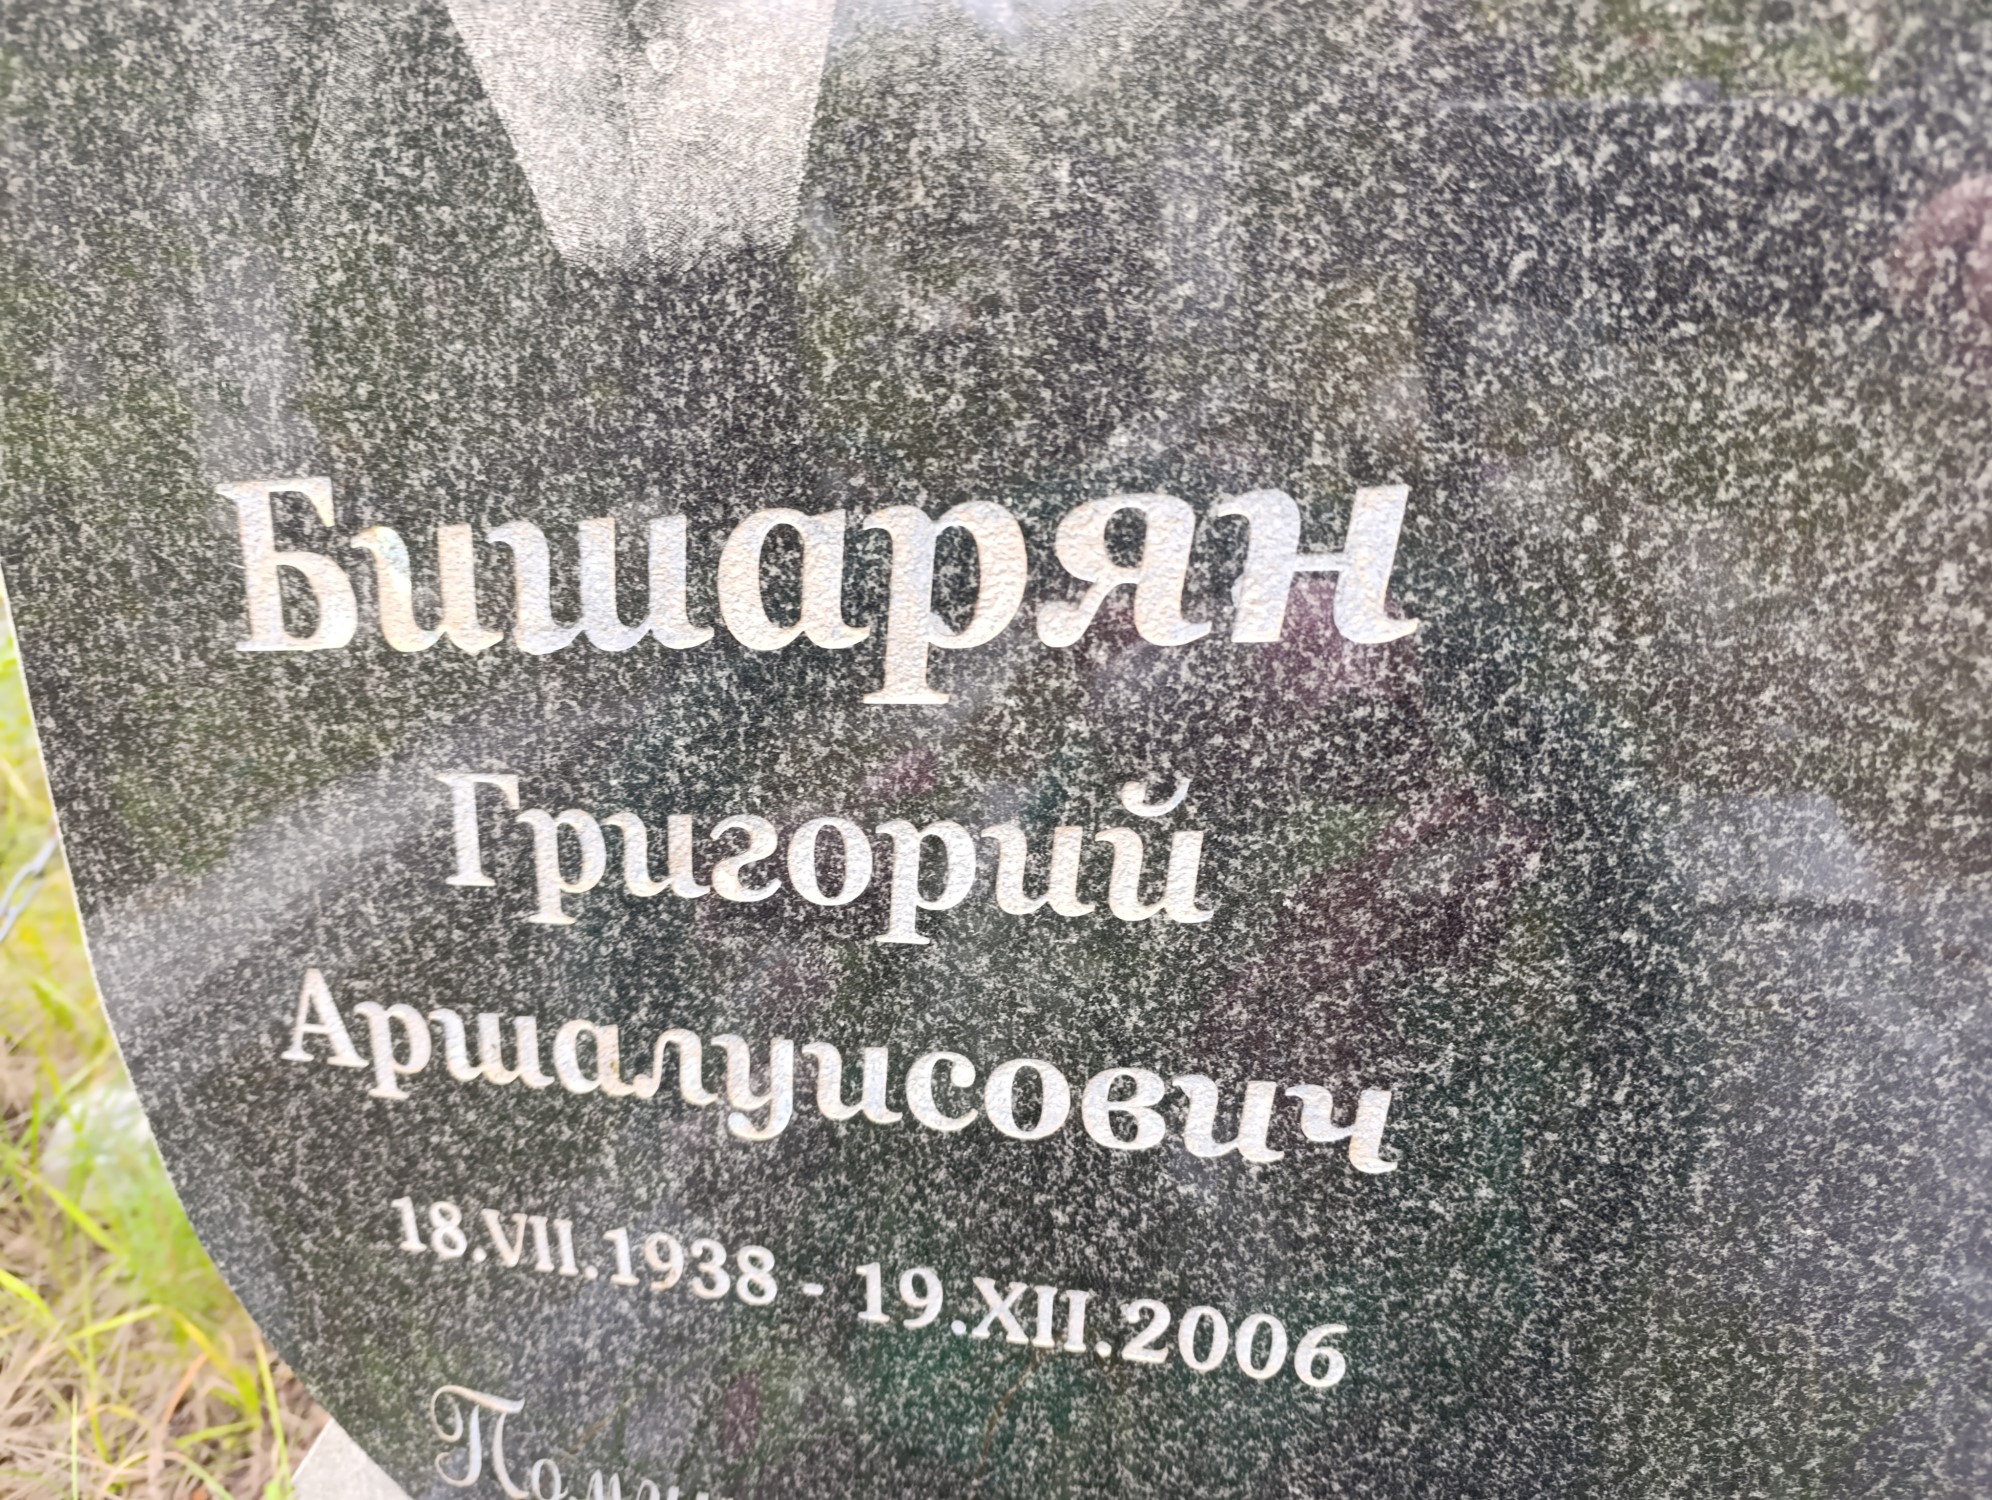 Бишарян
Григорий
Аршалуисович
18.VII.1938 - 19.XII.2006